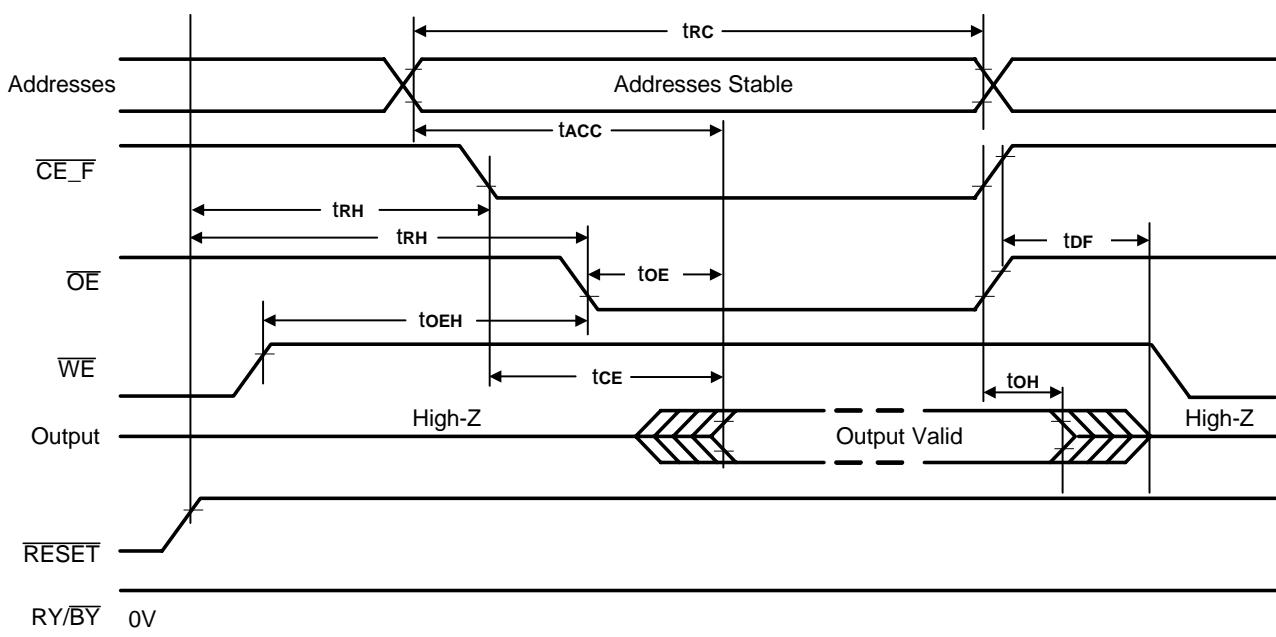 tRC
Addresses
Addresses Stable
tACC
CE_F
tRH
tRH
tDF
OE
tOE
tOEH
WE
tCE
tOH
High-Z
High-Z
Output
Output Valid
RESET
RY/BY 0V